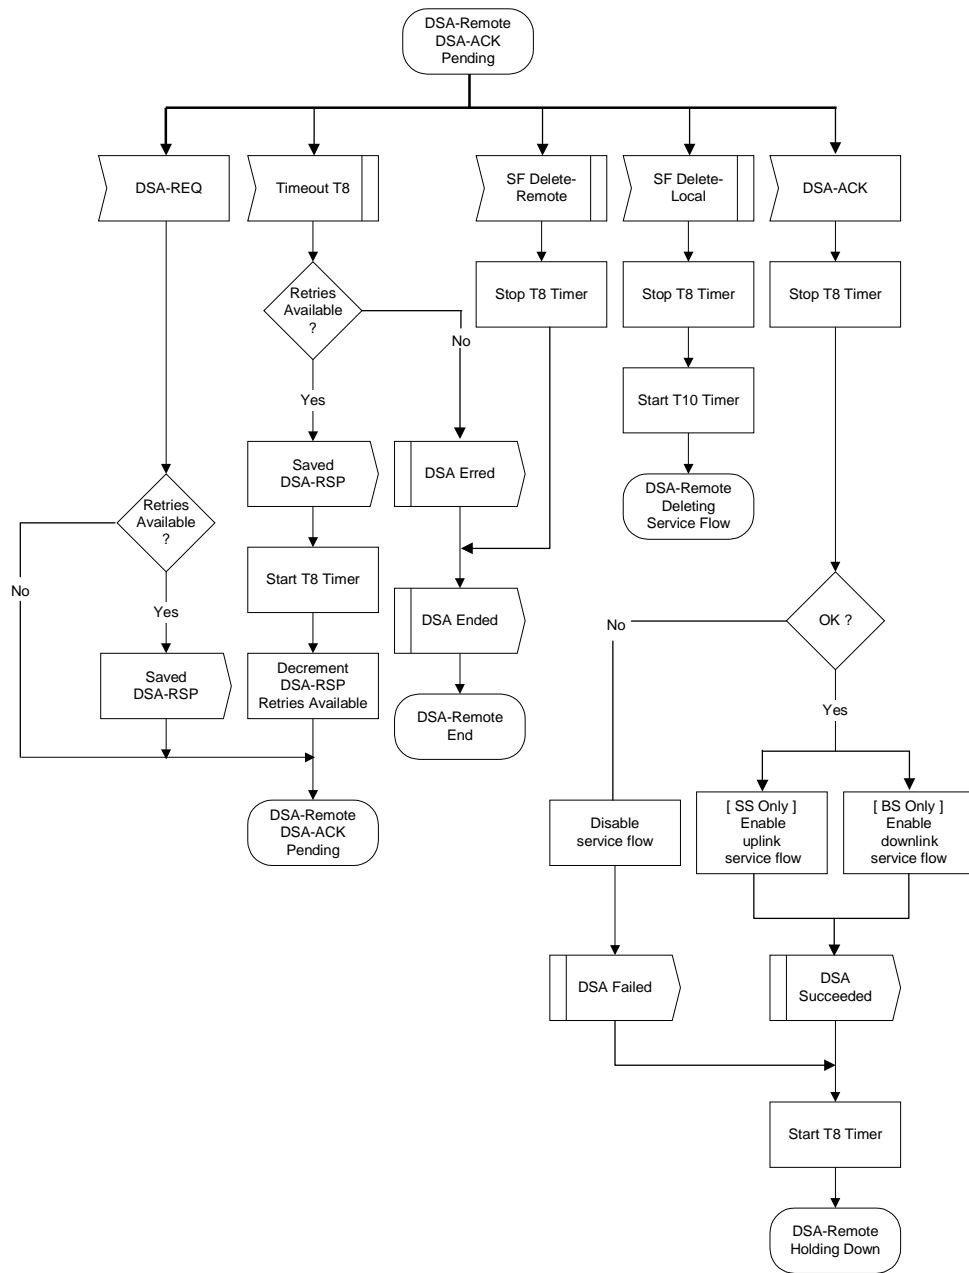 DSA-Remote
DSA-ACK
Pending
DSA-REQ
Timeout T8
SF Delete-
Remote
SF Delete-
Local
DSA-ACK
Retries
Available
?
Stop T8 Timer
Stop T8 Timer
Stop T8 Timer
No
Yes
Start T10 Timer
Saved
DSA-RSP
DSA Erred
DSA-Remote
Deleting
Service Flow
Retries
Available
?
Start T8 Timer
No
Yes
DSA Ended
OK ?
No
Saved
DSA-RSP
Decrement
DSA-RSP
Retries Available
DSA-Remote
End
Yes
DSA-Remote
DSA-ACK
Pending
Disable
service flow
[ SS Only ]
Enable
uplink
service flow
[ BS Only ]
Enable
downlink
service flow
DSA Failed
DSA
Succeeded
Start T8 Timer
DSA-Remote
Holding Down